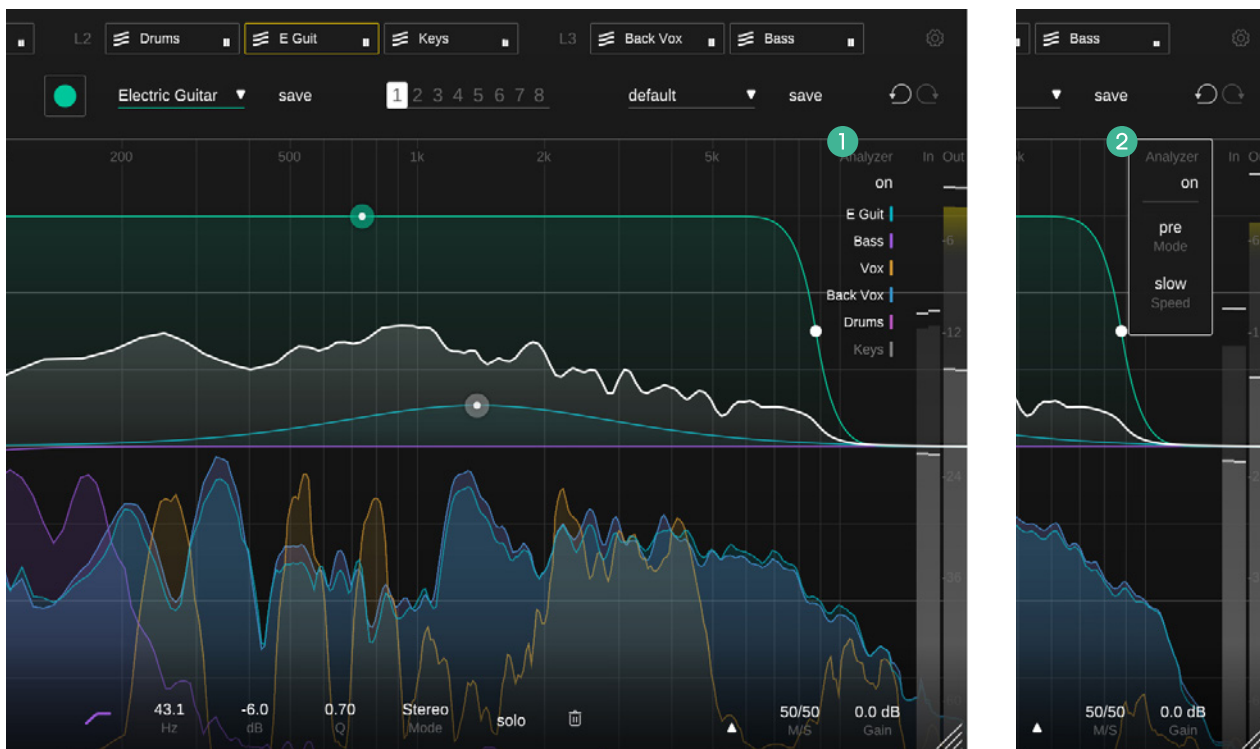 L2 Drums E Guit Keys L3 Back Vox Bass
Electric Guitar save 1 2 3 4 5 6 7 8 default save
1
200 500 1k 2k 5k Analyzer In Out
on
E Guit
Bass
-6
Vox
Back Vox
Drums
-12
Keys
-24
-36
43.1 -6.0 0.70 Stereo solo 50/50 0.0 dB
Hz dB Q Mode M/S Gain
Bass
save
2
Analyzer In
on
pre
Mode
slow
Speed
50/50 0.0 dB
M/S Gain